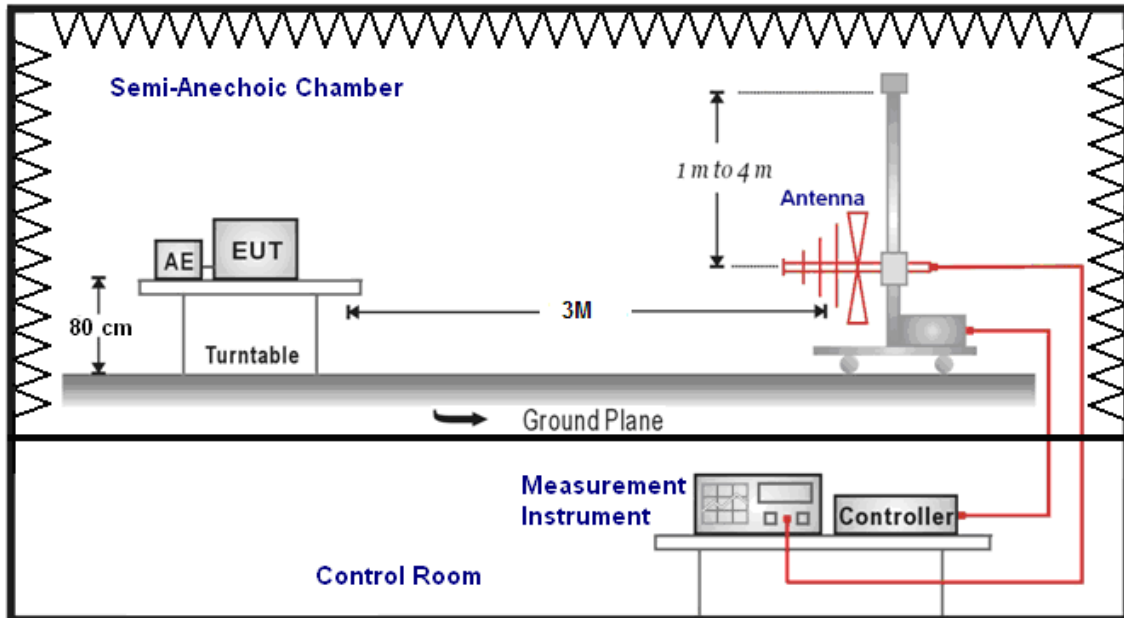 Semi-Anechoic Chamber
1 m to 4 m
Antenna
AE
EUT
80 cm
3M
Turntable
Ground Plane
Measurement
Instrument
Controller
Control Room